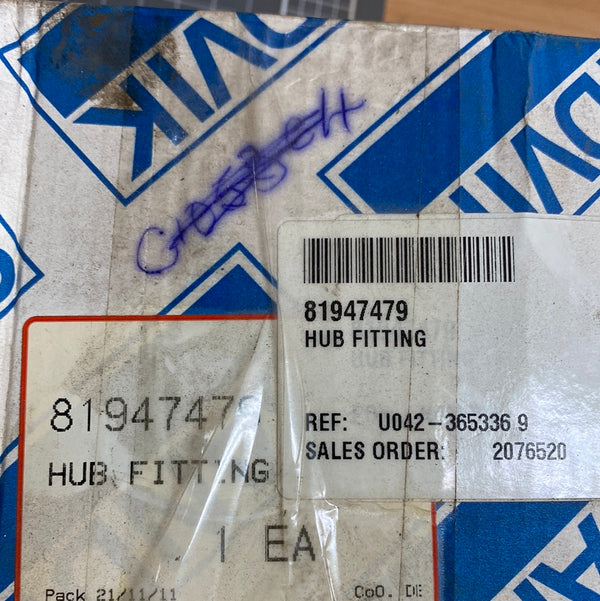 81947479
HUB FITTING
REF: U042-365336 9
SALES ORDER: 2076520
8194747
HUB FITTING
1 EA
Pack 21/11/11
CoO. DE